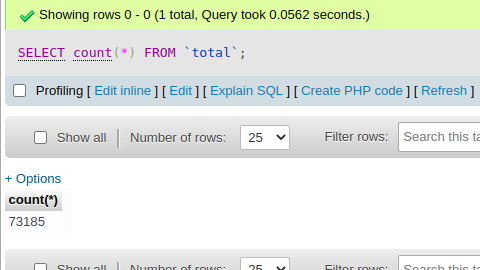 Showing rows 0 - 0 (1 total, Query took 0.0562 seconds.)
SELECT count(*) FROM `total`;
Profiling [ Edit inline ] [ Edit ] [ Explain SQL ] [ Create PHP code ] [ Refresh ]
Show all Number of rows: 25 Filter rows: Search this ta
+ Options
count(*)
73185
Show all Number of rows: 25 Filter rows: Search this ta